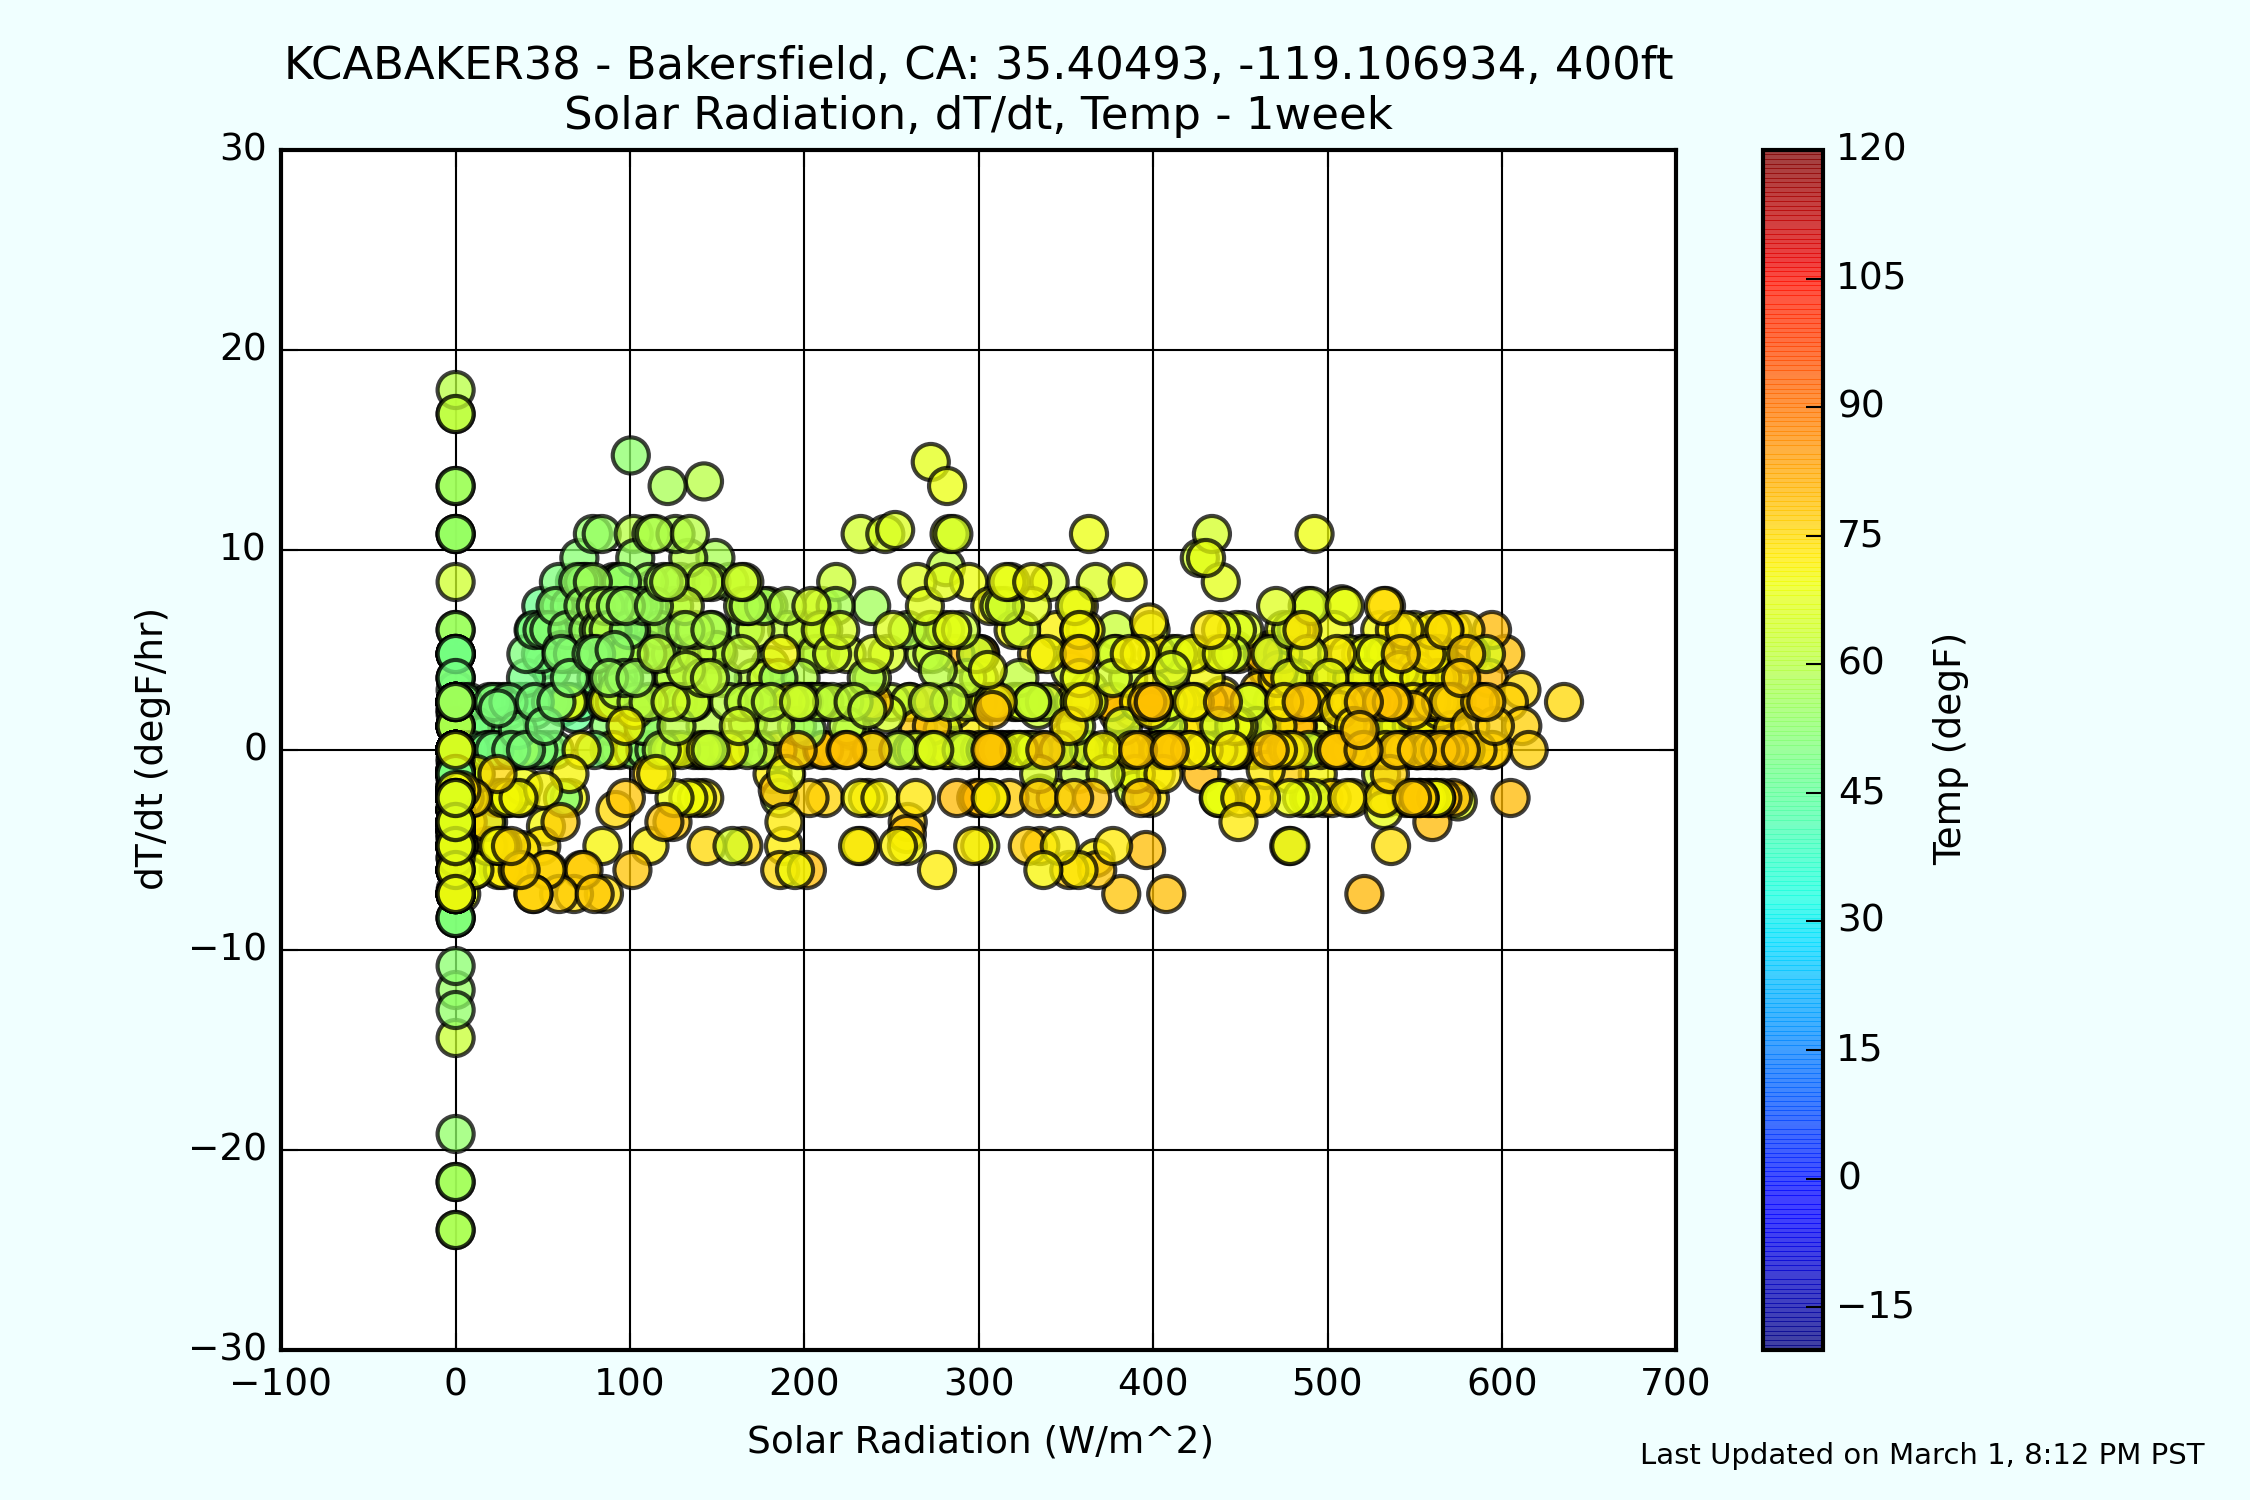 KCABAKER38 - Bakersfield, CA: 35.40493, -119.106934, 400ft
Solar Radiation, dT/dt, Temp - 1week
30
20
10
0
−10
−20
−30
dT/dt (degF/hr)
−100 0 100 200 300 400 500 600 700
Solar Radiation (W/m^2)
120
105
90
75
60
45
30
15
0
−15
Temp (degF)
Last Updated on March 1, 8:12 PM PST